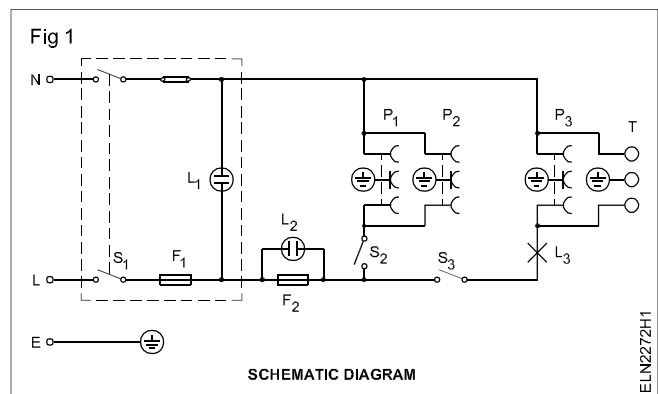 Fig 1
N
P1 P2 P3 T
L1
L2
S1 F1 S2 S3 L3
L
F2
E
SCHEMATIC DIAGRAM
ELN2272H1